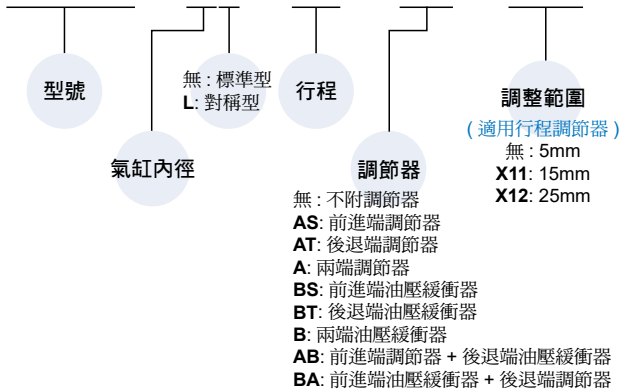 型號
無 : 標準型
L: 對稱型
行程
調整範圍
( 適用行程調節器 )
無 : 5mm
X11: 15mm
X12: 25mm
氣缸內徑
調節器
無 : 不附調節器
AS: 前進端調節器
AT: 後退端調節器
A: 兩端調節器
BS: 前進端油壓緩衝器
BT: 後退端油壓緩衝器
B: 兩端油壓緩衝器
AB: 前進端調節器 + 後退端油壓緩衝器
BA: 前進端油壓緩衝器 + 後退端調節器